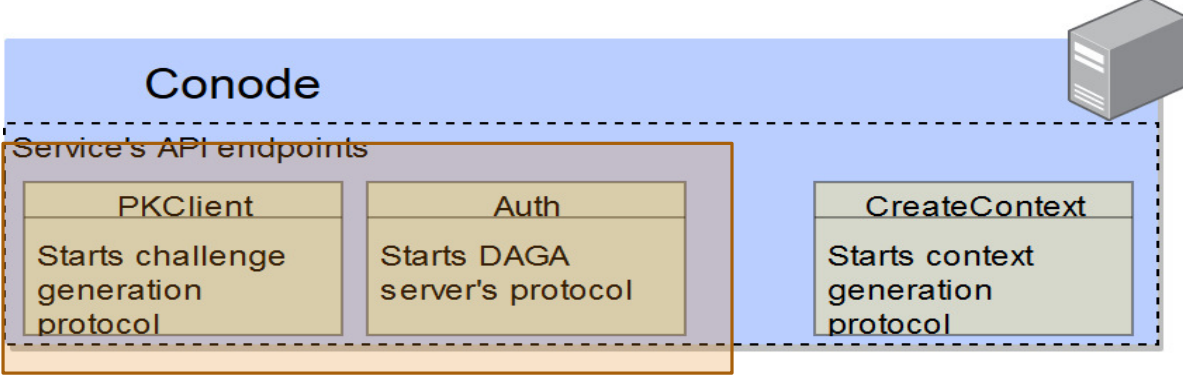 Conode
Service's API endpoints
PKClient
Starts challenge
generation
protocol
Auth
Starts DAGA
server's protocol
CreateContext
Starts context
generation
protocol